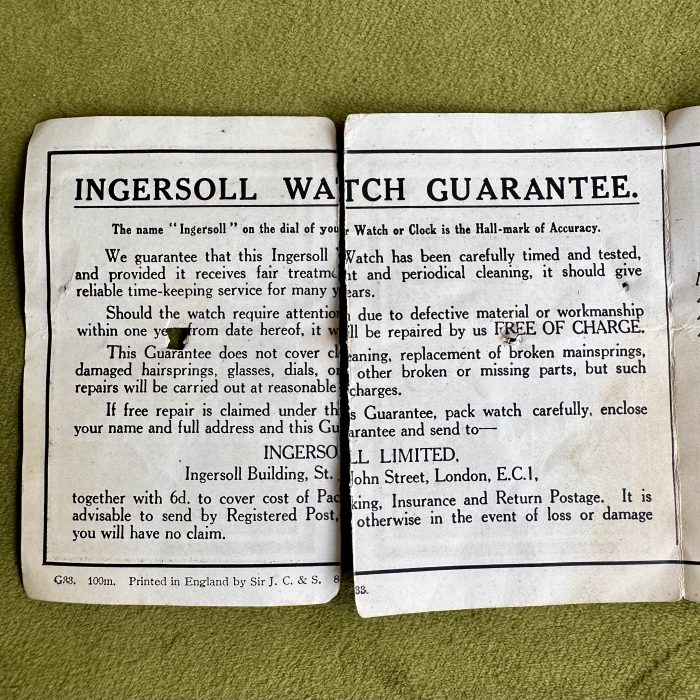 INGERSOLL WATCH GUARANTEE.
The name "Ingersoll" on the dial of your Watch or Clock is the Hall-mark of Accuracy.
We guarantee that this Ingersoll Watch has been carefully timed and tested,
and provided it receives fair treatment and periodical cleaning, it should give
reliable time-keeping service for many years.
Should the watch require attention due to defective material or workmanship
within one year from date hereof, it will be repaired by us FREE OF CHARGE.
This Guarantee does not cover cleaning, replacement of broken mainsprings,
damaged hairsprings, glasses, dials, or other broken or missing parts, but such
repairs will be carried out at reasonable charges.
If free repair is claimed under this Guarantee, pack watch carefully, enclose
your name and full address and this Guarantee and send to—
INGERSOLL LIMITED,
Ingersoll Building, St. John Street, London, E.C.1,
together with 6d. to cover cost of Packing, Insurance and Return Postage. It is
advisable to send by Registered Post, otherwise in the event of loss or damage
you will have no claim.
G33. 100m. Printed in England by Sir J. C. & S. 8 33.